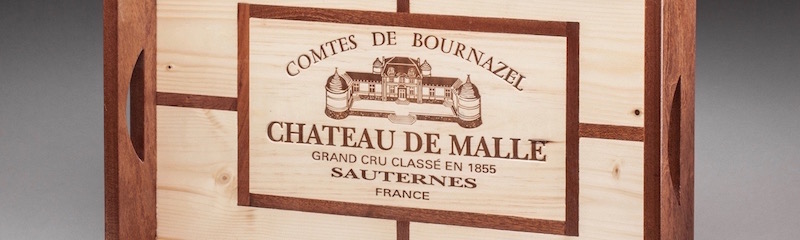 COMTES DE BOURNAZEL
CHATEAU DE MALLE
GRAND CRU CLASSÉ EN 1855
SAUTERNES
FRANCE